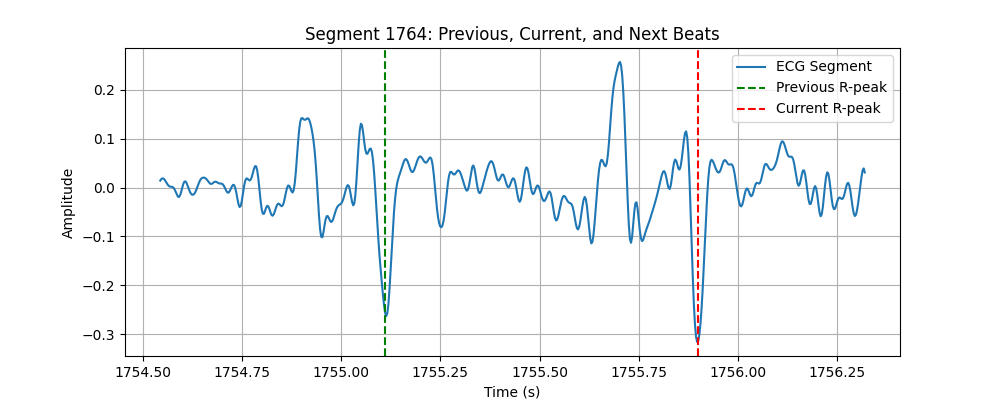 Segment 1764: Previous, Current, and Next Beats
ECG Segment
Previous R-peak
Current R-peak
Amplitude
0.2
0.1
0.0
−0.1
−0.2
−0.3
1754.50 1754.75 1755.00 1755.25 1755.50 1755.75 1756.00 1756.25
Time (s)